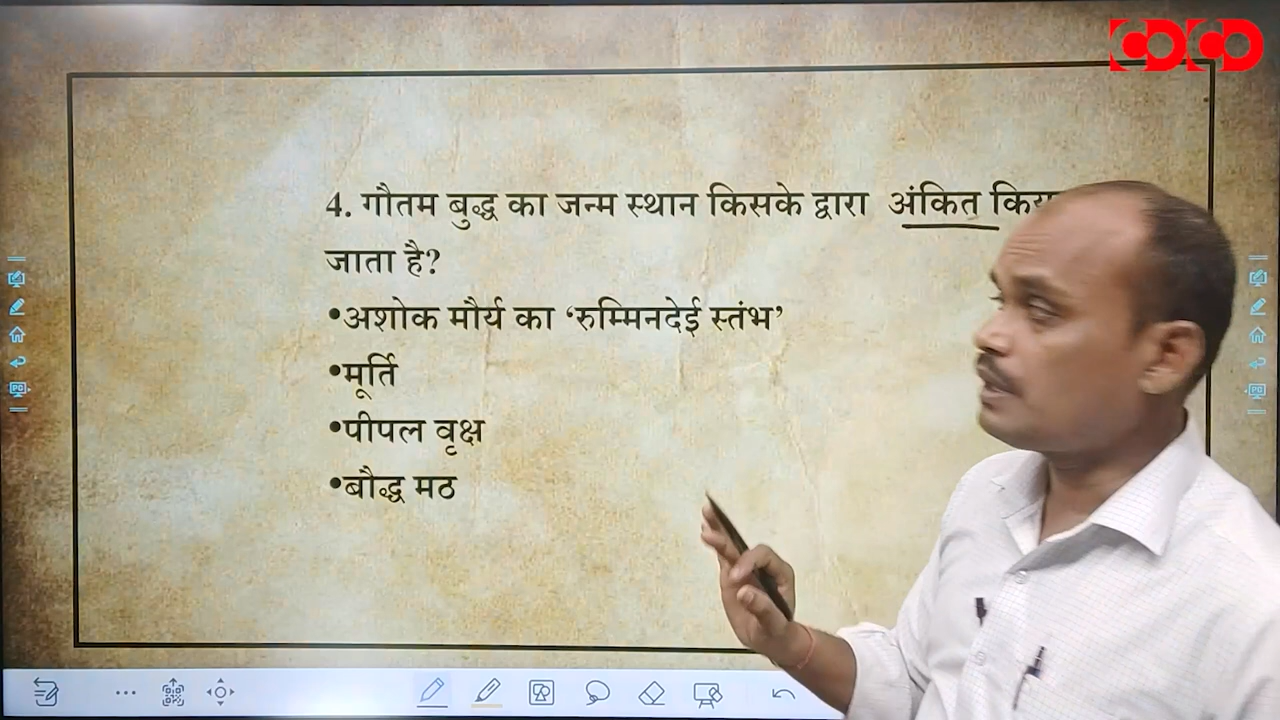 4. गौतम बुद्ध का जन्म स्थान किसके द्वारा अंकित
जाता है?
•अशोक मौर्य का ‘रुम्मिनदेई स्तंभ’
•मूर्ति
•पीपल वृक्ष
•बौद्ध मठ